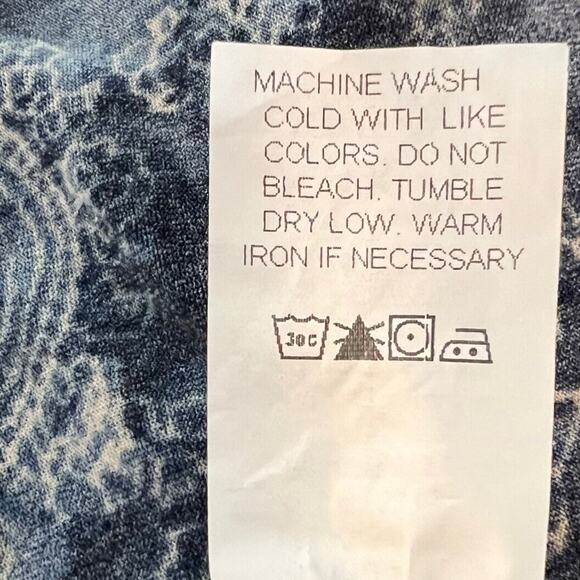 MACHINE WASH
COLD WITH LIKE
COLORS. DO NOT
BLEACH. TUMBLE
DRY LOW. WARM
IRON IF NECESSARY
30C